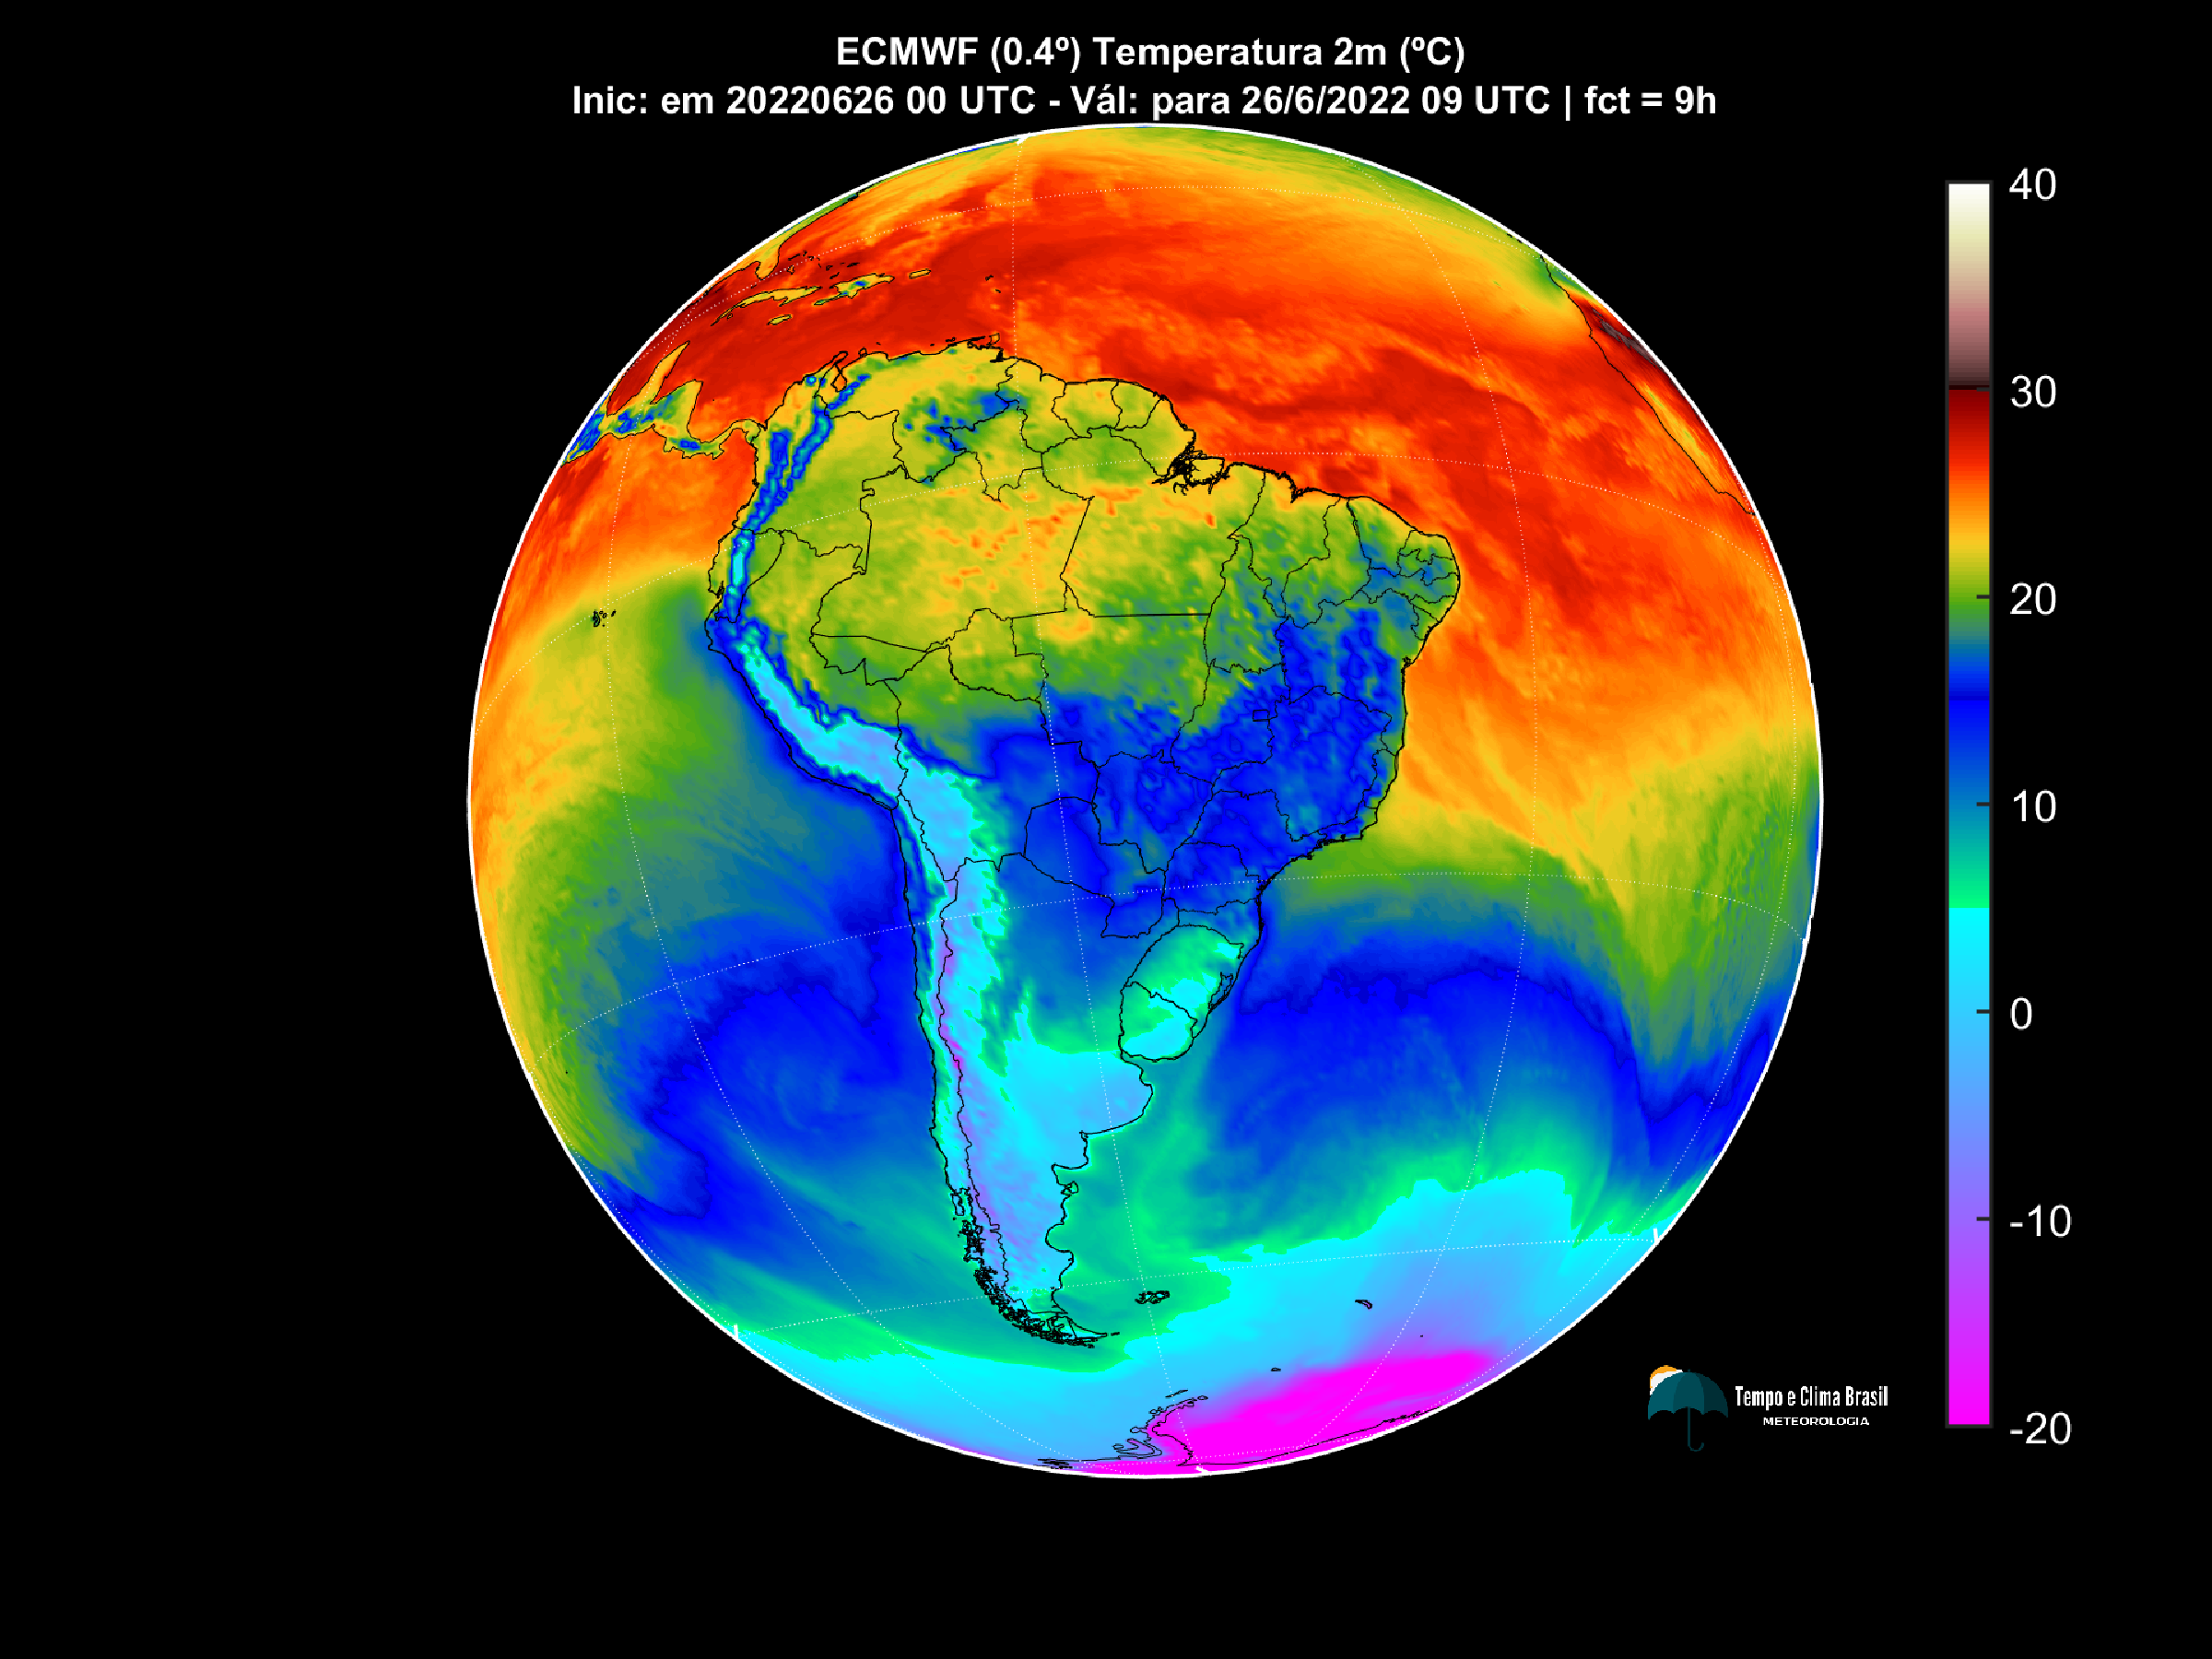 ECMWF (0.4º) Temperatura 2m (ºC)
Inic: em 20220626 00 UTC - Vál: para 26/6/2022 09 UTC | fct = 9h
40
30
20
10
0
-10
-20
Tempo e Clima Brasil
METEOROLOGIA